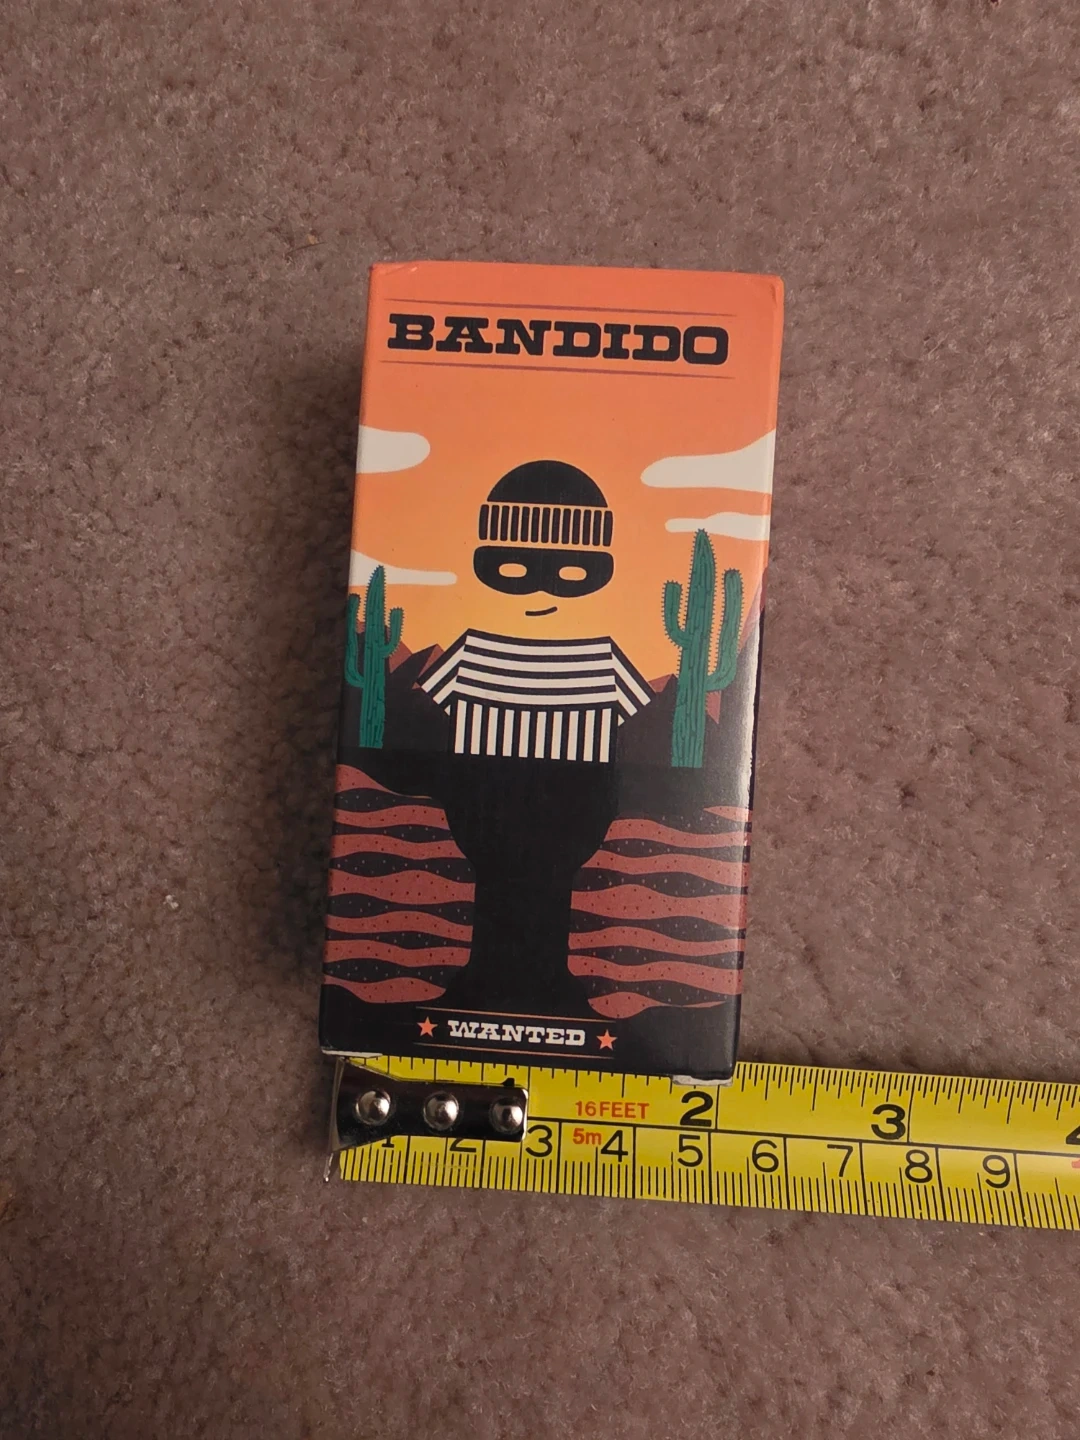 BANDIDO
WANTED
16FEET 2 3
1 2 3 5m 4 5 6 7 8 9